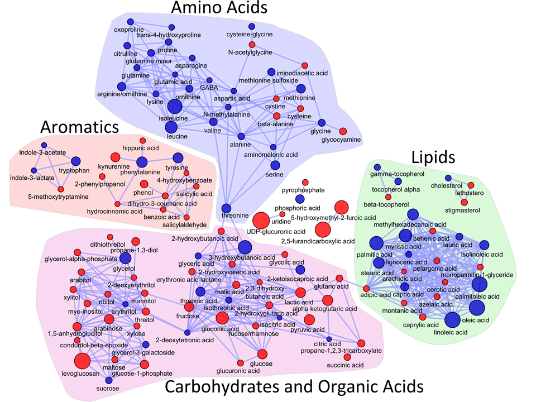 Amino Acids
oxoproline
trans-4-hydroxyproline
cysteine-glycine
citrulline
proline
N-acetylglycine
glutamine minor
asparagine
glutamate
iminodiacetic acid
glutamic acid
methionine sulfoxide
arginine/ornithine
ornithine
GABA
methionine
lysine
aspartic acid
cystine
isoleucine
N-methylalanine
cysteine
beta-alanine
leucine
valine
glycine
glycocyamine
alanine
Aromatics
hippuric acid
aminomalonic acid
indole-3-acetate
kynurenine
tyrosine
serine
tryptophan
phenylalanine
indole-3-lactate
2-phenylpropanol
4-hydroxybenzoate
5-methoxytryptamine
phenol
salicylic acid
dihydro-3-coumaric acid
hydrocinnamic acid
benzoic acid
salicylaldehyde
threonine
pyrophosphate
phosphoric acid
uridine
6-hydroxymethyl-2-furoic acid
UDP-glucuronic acid
2,5-furandicarboxylic acid
Lipids
gamma-tocopherol
tocopherol alpha
cholesterol
lathosterol
beta-tocopherol
stigmasterol
methylhexadecanoic acid
behenic acid
lauric acid
myristic acid
palmitic acid
isolinoleic acid
lignoceric acid
pelargonic acid
stearic acid
monopalmitin-1-glyceride
arachidic acid
cerotic acid
adipic acid
capric acid
palmitoleic acid
azelaic acid
montanic acid
oleic acid
caprylic acid
linoleic acid
2-hydroxybutanoic acid
dithiothreitol
propane-1,3-diol
glycerol-alpha-phosphate
3-hydroxybutanoic acid
glycolic acid
glyceric acid
glycerol
2-hydroxyvaleric acid
arabitol
erythronic acid lactone
2-ketoisocaproic acid
glutaric acid
2-deoxyerythritol
xylitol
malic acid
butanoic acid
ribitol
mannitol
threonic acid
lactic acid
myo-inositol
erythritol
isothreonic acid
alpha ketoglutaric acid
fructose
2-hydroxyglutaric acid
threitol
arabinose
gluconic acid
isocitric acid
pyruvic acid
1,5-anhydroglucitol
xylose
fucose/rhamnose
2-deoxytetronic acid
citric acid
conduritol-beta-epoxide
glycerol-3-galactoside
propane-1,2,3-tricarboxylate
maltose
glucose
levoglucosan
glucose-1-phosphate
glucuronic acid
succinic acid
sucrose
Carbohydrates and Organic Acids